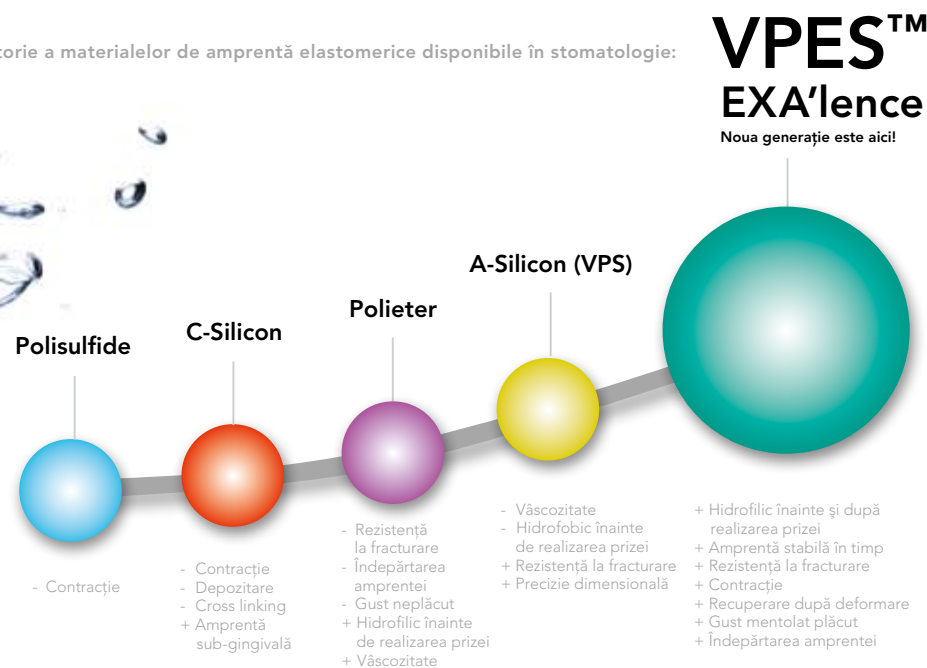 torie a materialelor de amprentă elastomerice disponibile în stomatologie:
VPES™
EXA'lence
Noua generație este aici!
A-Silicon (VPS)
Polieter
C-Silicon
Polisulfide
- Contracție
- Contracție
- Depozitare
- Cross linking
+ Amprentă
sub-gingivală
- Rezistență
la fracturare
- Îndepărtarea
amprentei
- Gust neplăcut
+ Hidrofilic înainte
de realizarea prizei
+ Vâscozitate
- Vâscozitate
- Hidrofobic înainte
de realizarea prizei
+ Rezistență la fracturare
+ Precizie dimensională
+ Hidrofilic înainte şi după
realizarea prizei
+ Amprentă stabilă în timp
+ Rezistență la fracturare
+ Contracție
+ Recuperare după deformare
+ Gust mentolat plăcut
+ Îndepărtarea amprentei